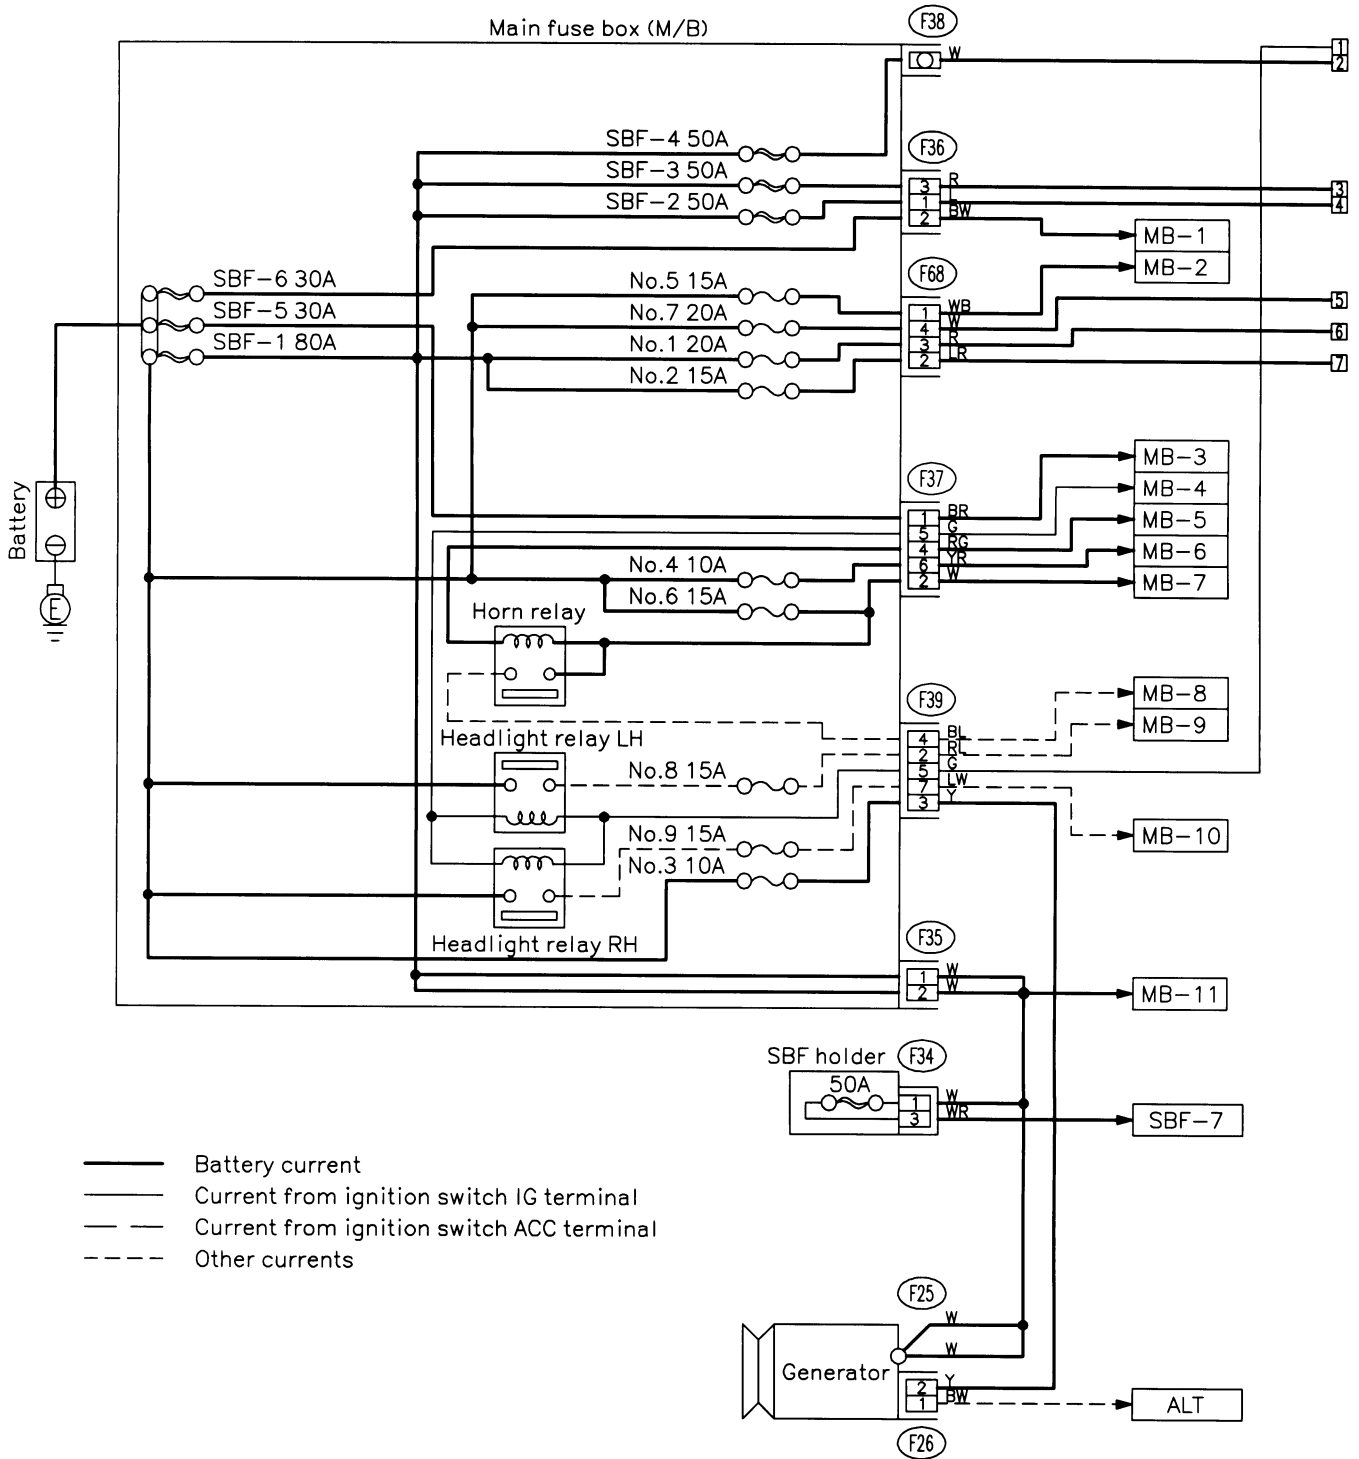 Main fuse box (M/B)
F38
W
1
2
SBF-4 50A
F36
SBF-3 50A
3
R
3
SBF-2 50A
1
L
4
2
BW
MB-1
MB-2
F68
SBF-6 30A
No.5 15A
1
WB
5
SBF-5 30A
No.7 20A
4
W
6
SBF-1 80A
No.1 20A
3
R
2
LR
7
No.2 15A
MB-3
F37
MB-4
Battery
1
BR
MB-5
5
G
4
RG
MB-6
No.4 10A
6
YR
2
W
MB-7
No.6 15A
E
Horn relay
MB-8
F39
MB-9
Headlight relay LH
4
BL
2
RL
5
G
No.8 15A
7
LW
3
Y
No.9 15A
MB-10
No.3 10A
Headlight relay RH
F35
1
W
2
W
MB-11
SBF holder
F34
50A
1
W
3
WR
SBF-7
Battery current
Current from ignition switch IG terminal
Current from ignition switch ACC terminal
Other currents
F25
W
W
Generator
2
Y
1
BW
ALT
F26